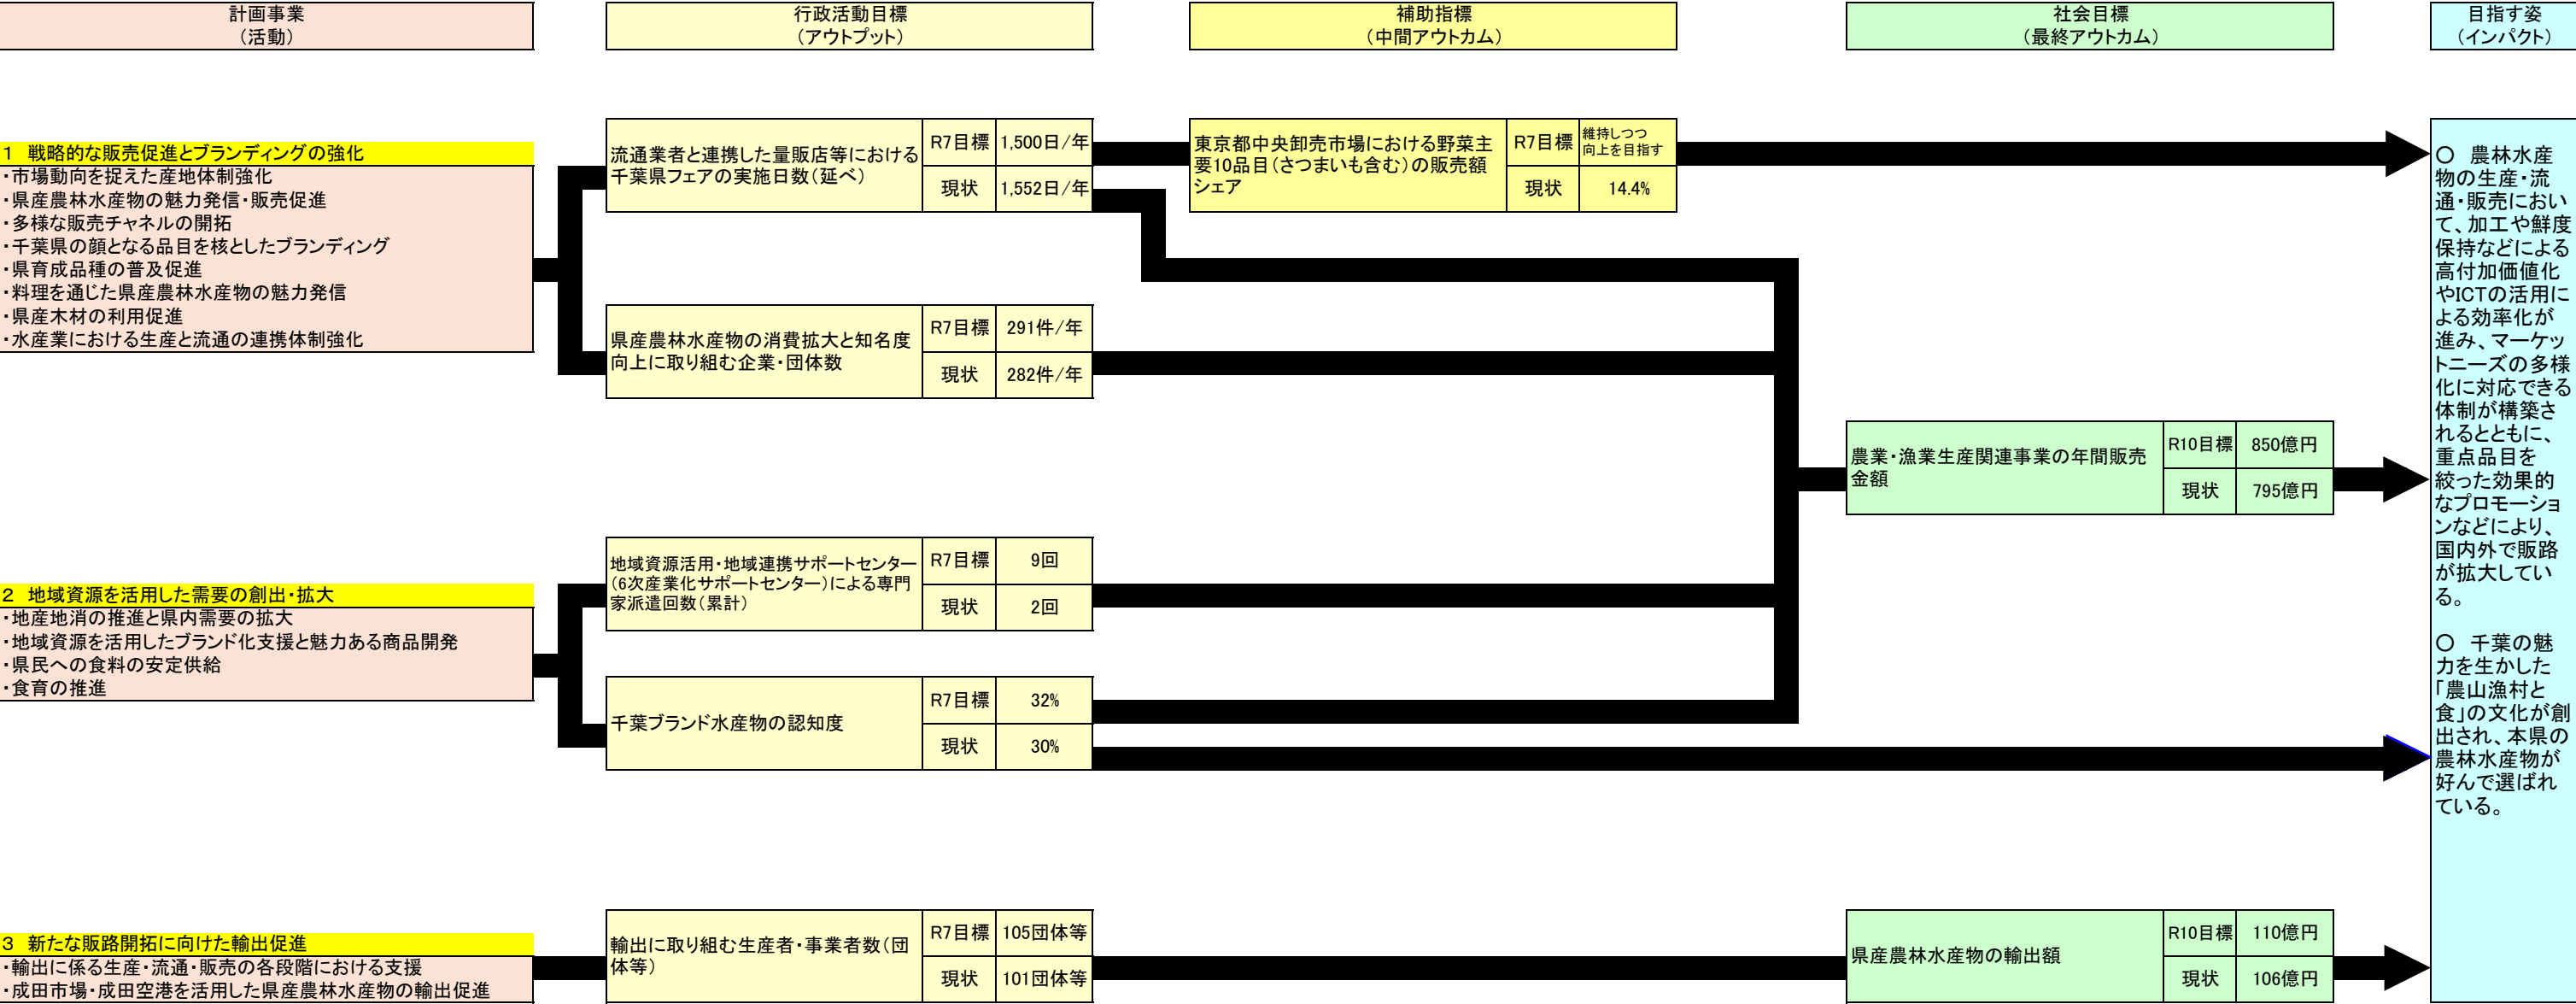 計画事業
（活動）
行政活動目標
（アウトプット）
補助指標
（中間アウトカム）
社会目標
（最終アウトカム）
目指す姿
（インパクト）
１　戦略的な販売促進とブランディングの強化
・市場動向を捉えた産地体制強化
・県産農林水産物の魅力発信・販売促進
・多様な販売チャネルの開拓
・千葉県の顔となる品目を核としたブランディング
・県育成品種の普及促進
・料理を通じた県産農林水産物の魅力発信
・県産木材の利用促進
・水産業における生産と流通の連携体制強化
流通業者と連携した量販店等における
千葉県フェアの実施日数（延べ）
R7目標
1,500日/年
現状
1,552日/年
東京都中央卸売市場における野菜主
要10品目（さつまいも含む）の販売額
シェア
R7目標
維持しつつ
向上を目指す
現状
14.4%
県産農林水産物の消費拡大と知名度
向上に取り組む企業・団体数
R7目標
291件/年
現状
282件/年
農業・漁業生産関連事業の年間販売
金額
R10目標
850億円
現状
795億円
２　地域資源を活用した需要の創出・拡大
・地産地消の推進と県内需要の拡大
・地域資源を活用したブランド化支援と魅力ある商品開発
・県民への食料の安定供給
・食育の推進
地域資源活用・地域連携サポートセンター
（6次産業化サポートセンター）による専門
家派遣回数（累計）
R7目標
9回
現状
2回
千葉ブランド水産物の認知度
R7目標
32%
現状
30%
３　新たな販路開拓に向けた輸出促進
・輸出に係る生産・流通・販売の各段階における支援
・成田市場・成田空港を活用した県産農林水産物の輸出促進
輸出に取り組む生産者・事業者数（団
体等）
R7目標
105団体等
現状
101団体等
県産農林水産物の輸出額
R10目標
110億円
現状
106億円
○　農林水産
物の生産・流
通・販売におい
て、加工や鮮度
保持などによる
高付加価値化
やICTの活用に
よる効率化が
進み、マーケッ
トニーズの多様
化に対応できる
体制が構築さ
れるとともに、
重点品目を
絞った効果的
なプロモーショ
ンなどにより、
国内外で販路
が拡大してい
る。
○　千葉の魅
力を生かした
「農山漁村と
食」の文化が創
出され、本県の
農林水産物が
好んで選ばれ
ている。